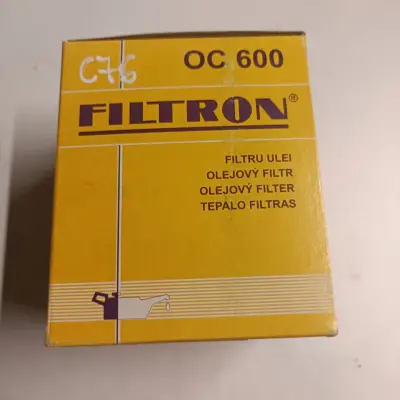 C76 OC 600
FILTRON®
FILTRU ULEI
OLEJOVÝ FILTR
OLEJOVÝ FILTER
TEPALO FILTRAS